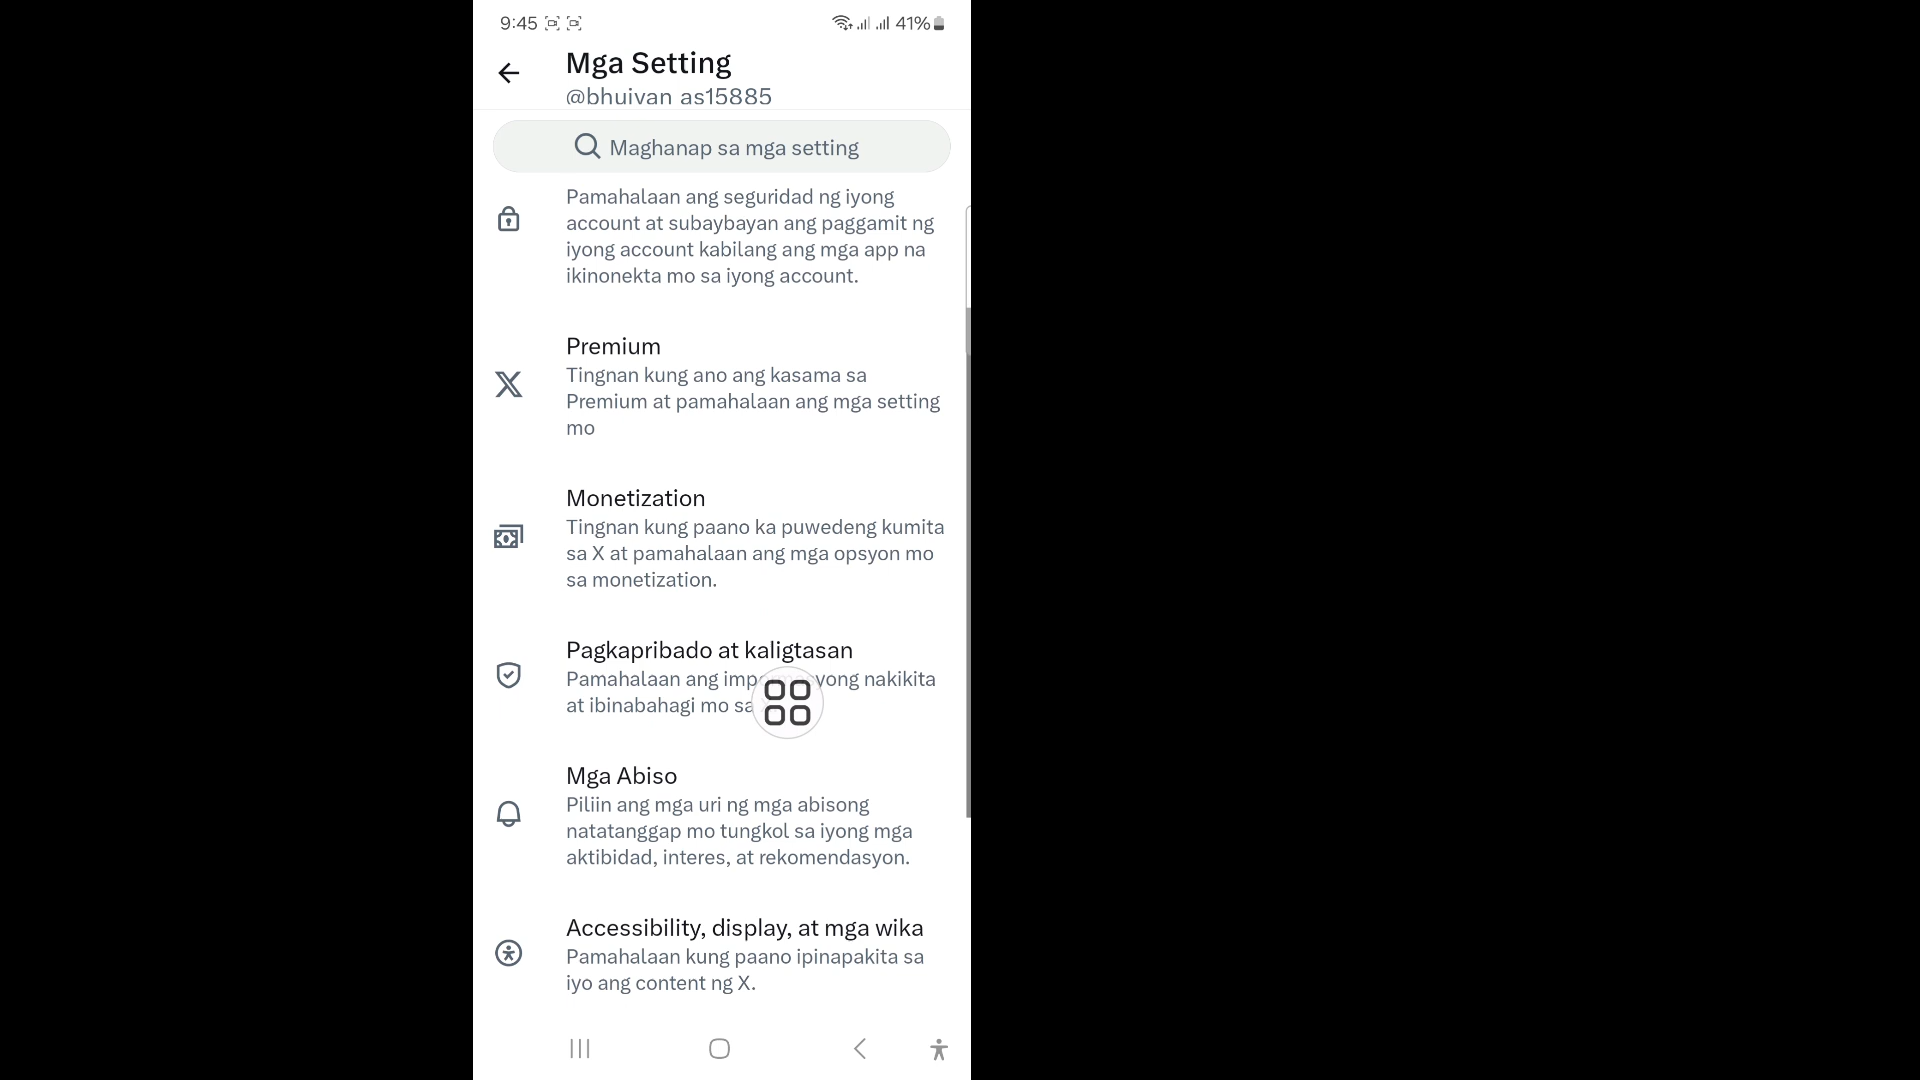 9:45
41%
Mga Setting
@bhuivan as15885
Maghanap sa mga setting
Pamahalaan ang seguridad ng iyong
account at subaybayan ang paggamit ng
iyong account kabilang ang mga app na
ikinonekta mo sa iyong account.
Premium
Tingnan kung ano ang kasama sa
Premium at pamahalaan ang mga setting
mo
Monetization
Tingnan kung paano ka puwedeng kumita
sa X at pamahalaan ang mga opsyon mo
sa monetization.
Pagkapribado at kaligtasan
Pamahalaan ang impormasyong nakikita
at ibinabahagi mo sa
Mga Abiso
Piliin ang mga uri ng mga abisong
natatanggap mo tungkol sa iyong mga
aktibidad, interes, at rekomendasyon.
Accessibility, display, at mga wika
Pamahalaan kung paano ipinapakita sa
iyo ang content ng X.